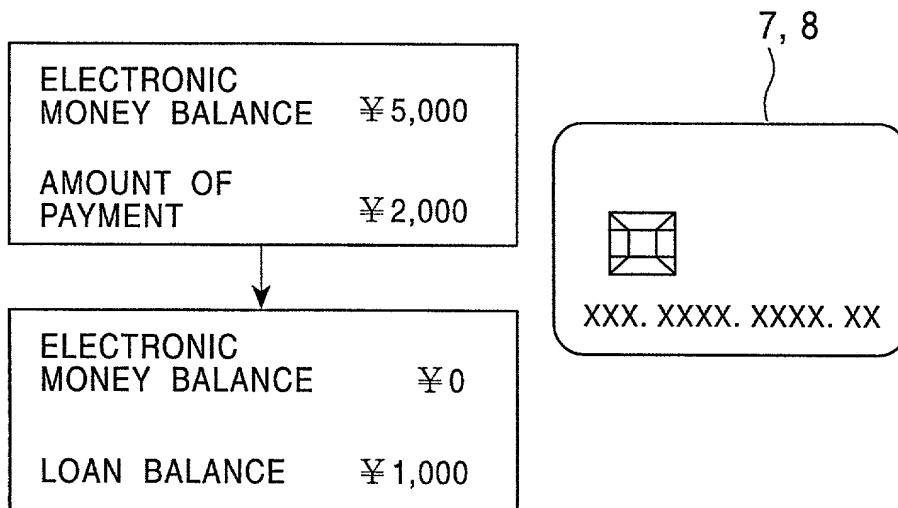 7, 8
ELECTRONIC
MONEY BALANCE ¥5,000
AMOUNT OF
PAYMENT ¥2,000
XXX. XXXX. XXXX. XX
ELECTRONIC
MONEY BALANCE ¥0
LOAN BALANCE ¥1,000